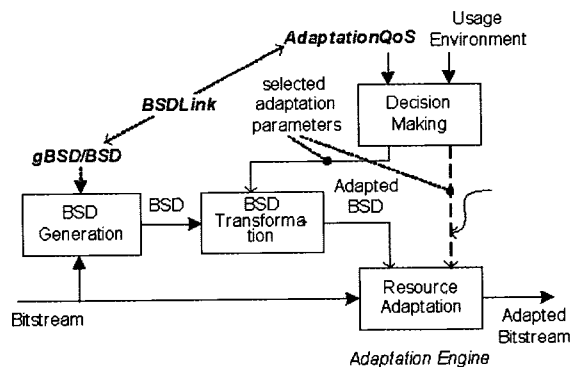 AdaptationQoS
Usage
Environment
selected
adaptation
parameters
BSDLink
Decision
Making
gBSD/BSD
BSD
Generation
BSD
BSD
Transforma-
tion
Adapted
BSD
Resource
Adaptation
Bitstream
Adapted
Bitstream
Adaptation Engine